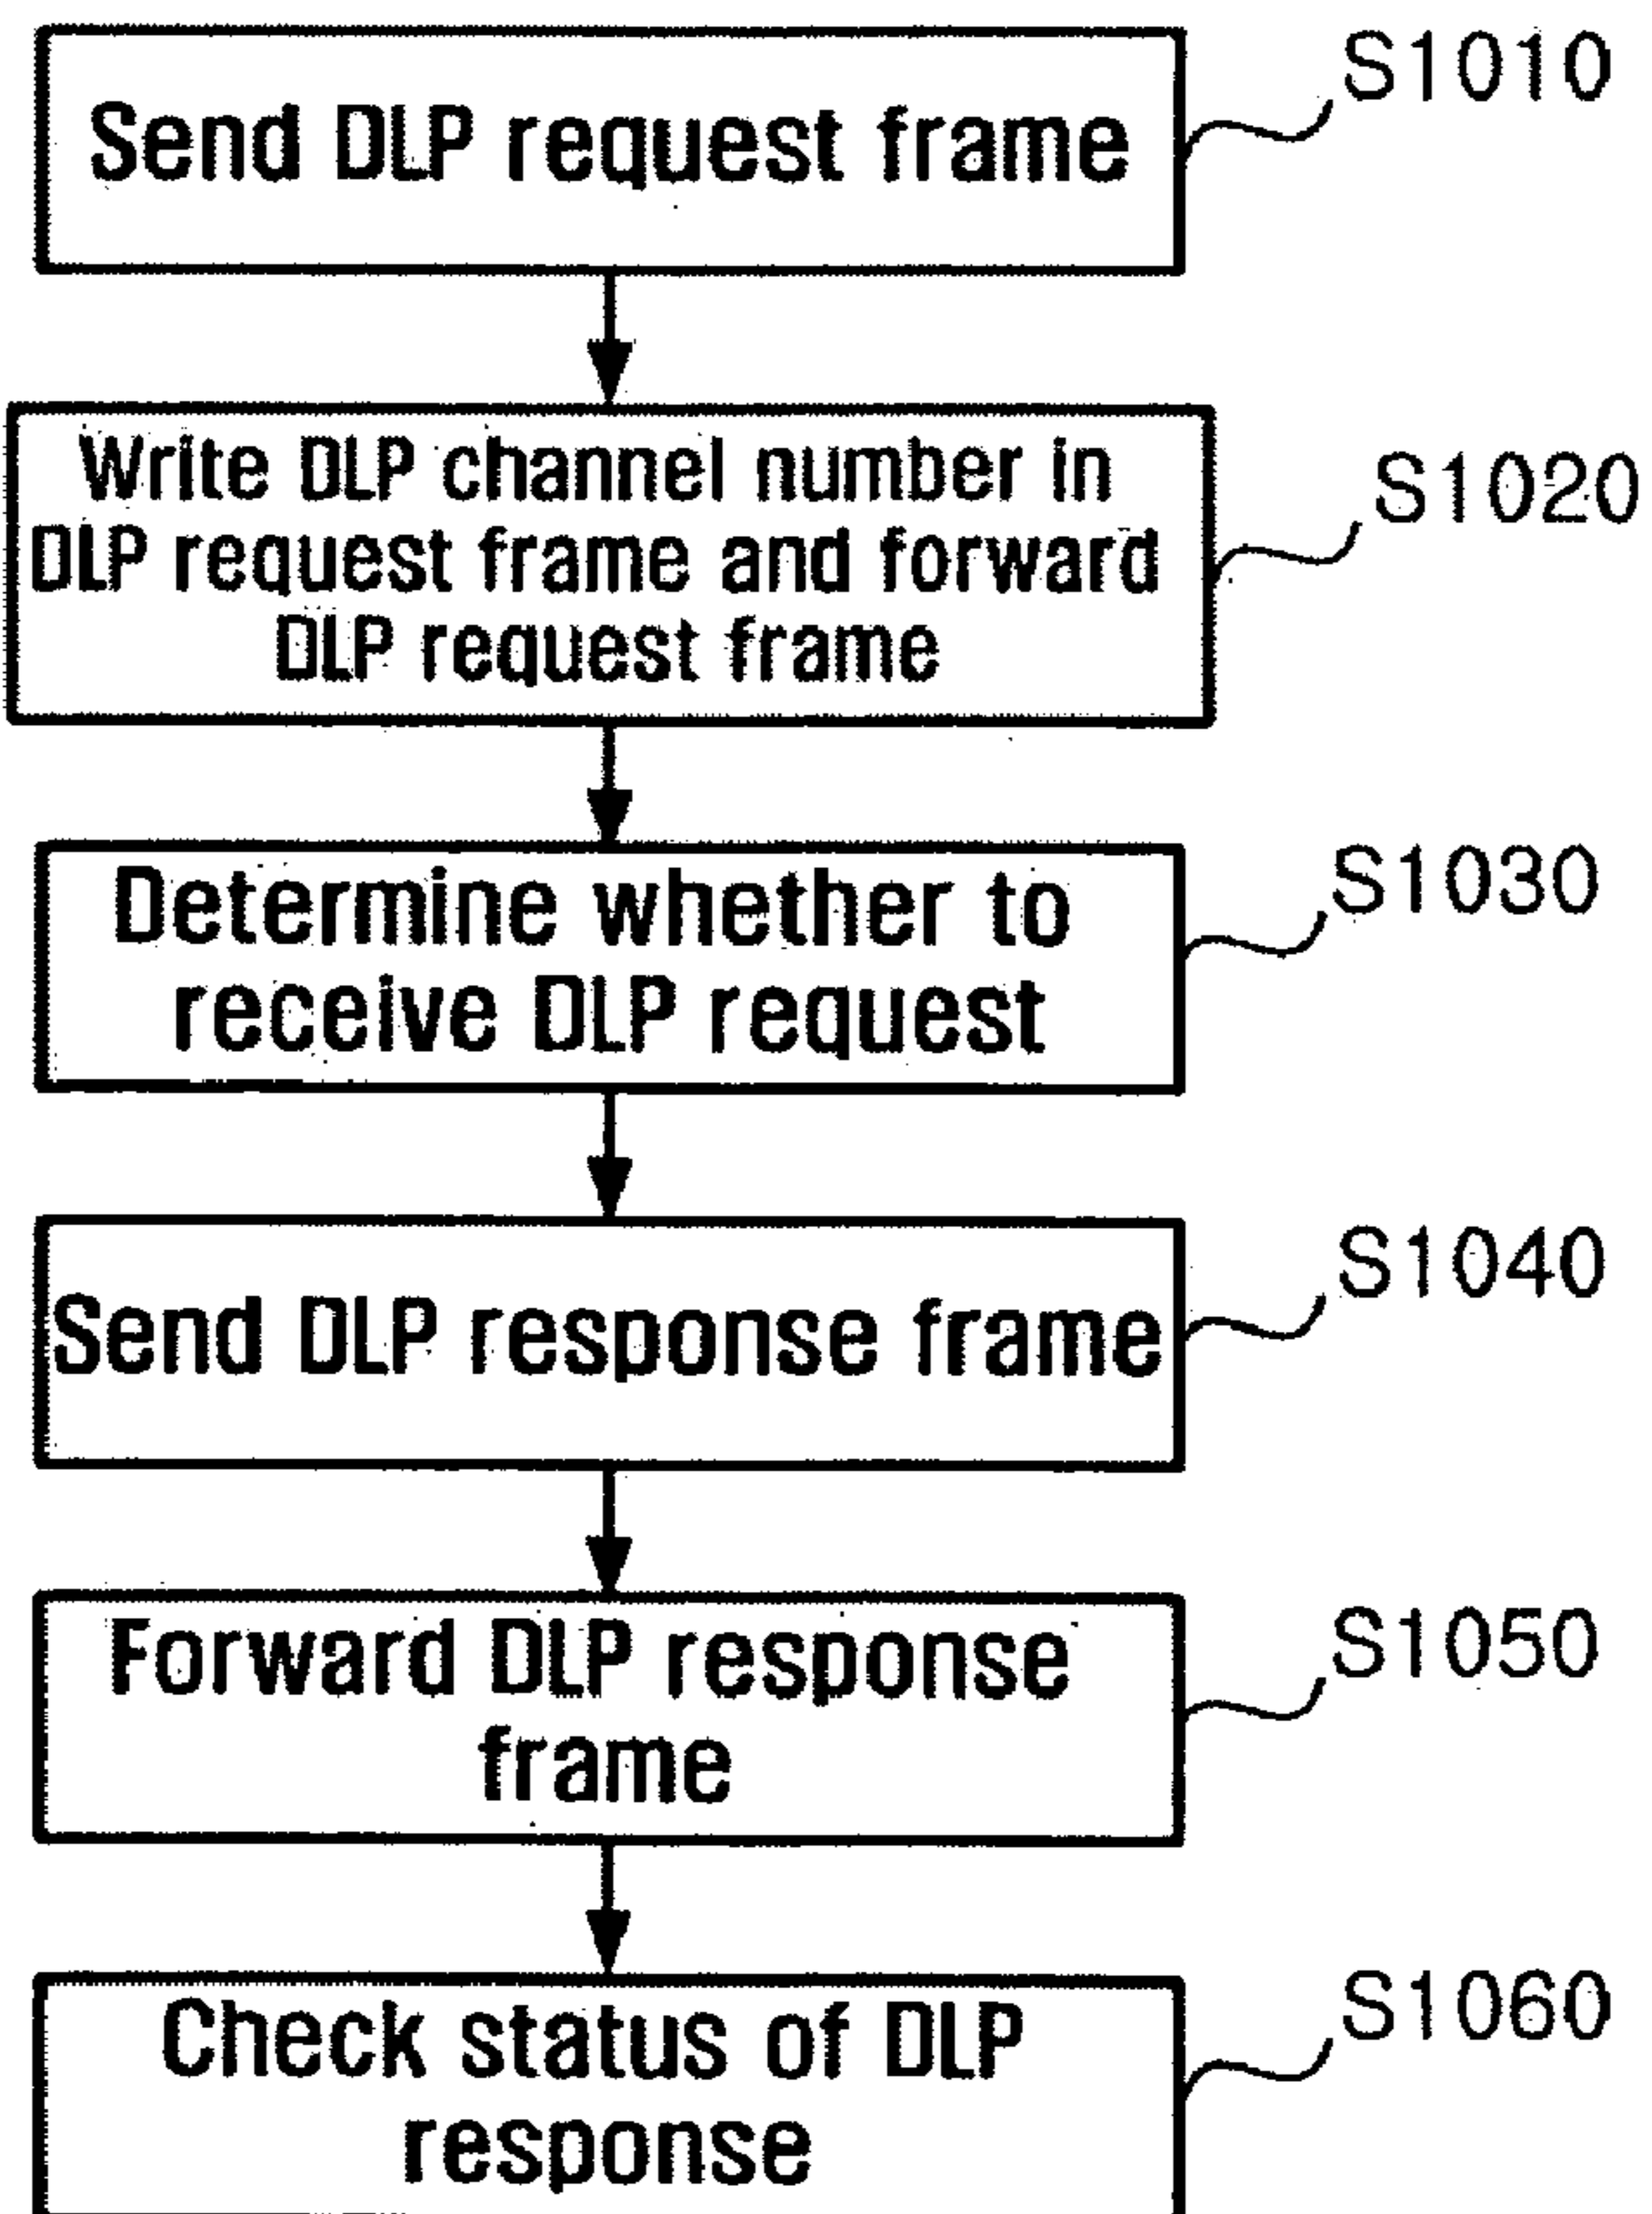 Send DLP request frame
S1010
Write DLP channel number in
DLP request frame and forward
DLP request frame
S1020
Determine whether to
receive DLP request
S1030
Send DLP response frame
S1040
Forward DLP response
frame
S1050
Check status of DLP
response
S1060